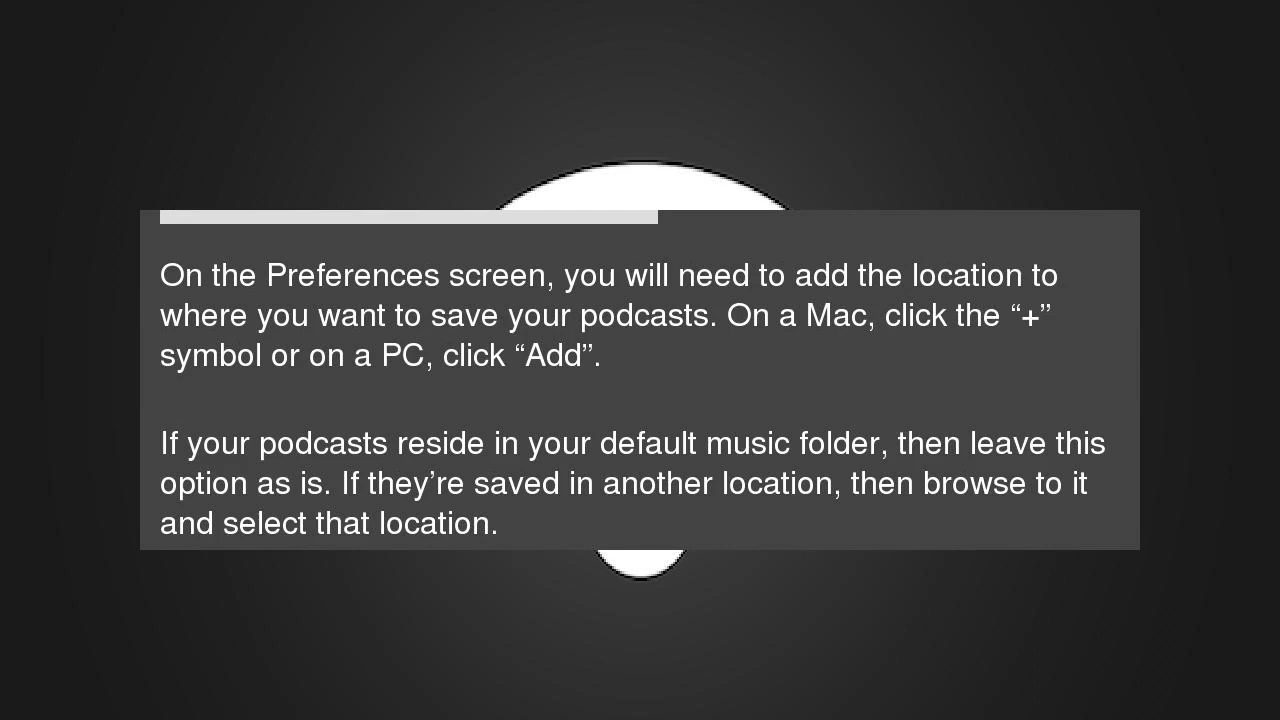 On the Preferences screen, you will need to add the location to
where you want to save your podcasts. On a Mac, click the “+”
symbol or on a PC, click “Add”.
If your podcasts reside in your default music folder, then leave this
option as is. If they’re saved in another location, then browse to it
and select that location.